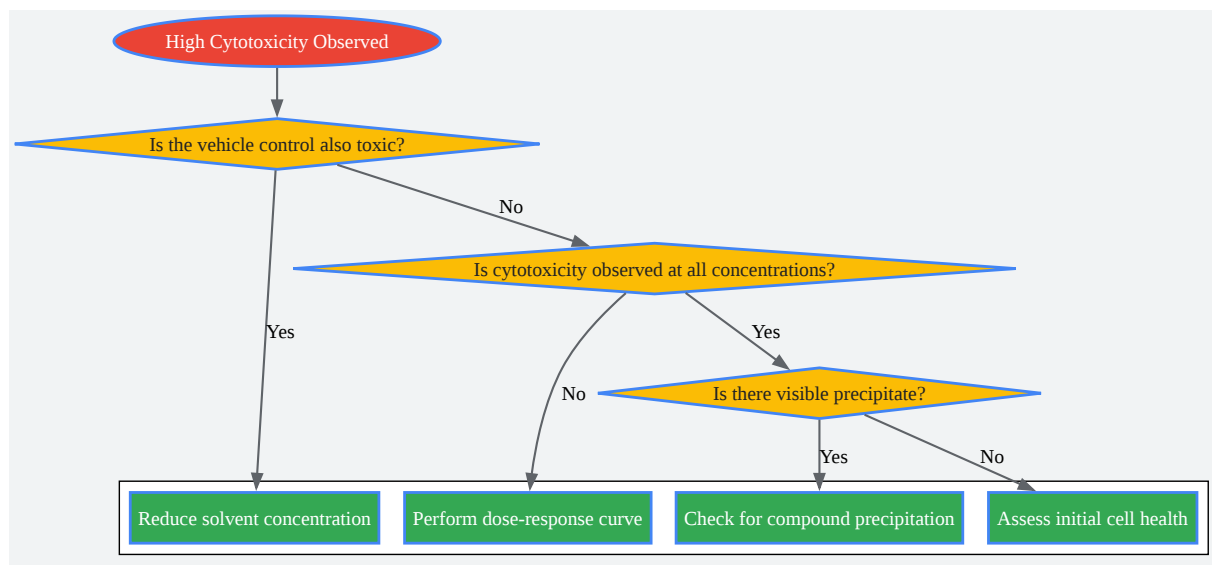 High Cytotoxicity Observed
Is the vehicle control also toxic?
No
Is cytotoxicity observed at all concentrations?
Yes
Yes
No
Is there visible precipitate?
Yes
No
Reduce solvent concentration
Perform dose-response curve
Check for compound precipitation
Assess initial cell health